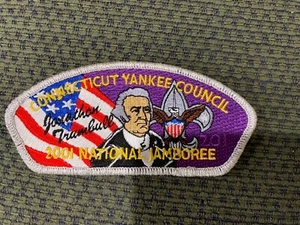 CONNECTICUT YANKEE COUNCIL
Jonathan
Trumbull
2001 NATIONAL JAMBOREE